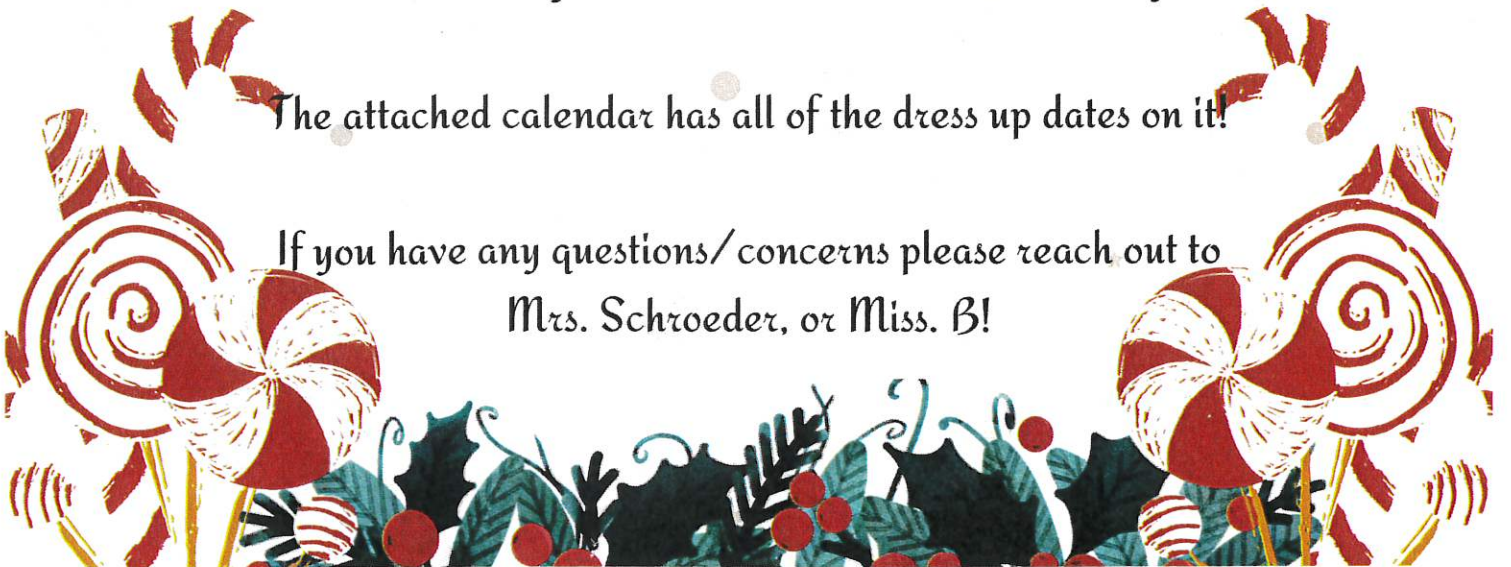 The attached calendar has all of the dress up dates on it!
If you have any questions/concerns please reach out to
Mrs. Schroeder, or Miss. B!